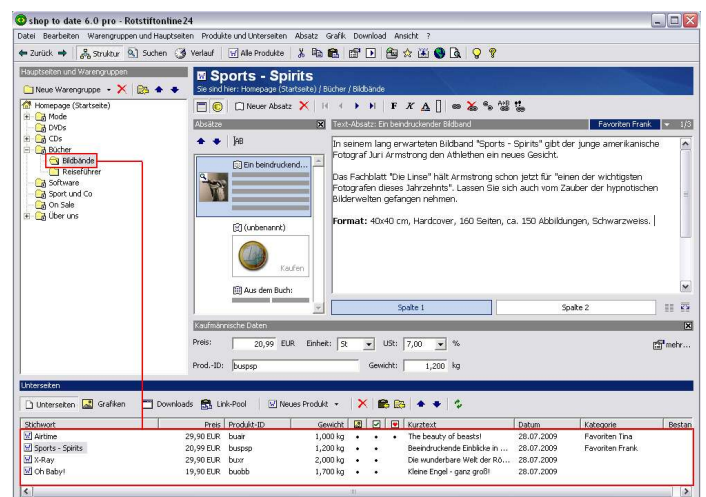 shop to date 6.0 pro - Rotstiftonline24
Datei Bearbeiten Warengruppen und Hauptseiten Produkte und Unterseiten Absatz Grafik Download Ansicht ?
Zurück Struktur Suchen Verlauf Alle Produkte
Hauptseiten und Warengruppen
Neue Warengruppe
Homepage (Startseite)
Mode
DVDs
CDs
Bücher
Bildbände
Reiseführer
Software
Sport und Co
On Sale
Über uns
Sports - Spirits
Sie sind hier: Homepage (Startseite) / Bücher / Bildbände
Neuer Absatz F K A
Absätze
AB
Ein beindruckend...
(unbenannt)
Kaufen
Aus dem Buch:
Text-Absatz: Ein beindruckender Bildband Favoriten Frank 1/3
In seinem lang erwarteten Bildband "Sports - Spirits" gibt der junge amerikanische
Fotograf Juri Armstrong den Athlethen ein neues Gesicht.
Das Fachblatt "Die Linse" hält Armstrong schon jetzt für "einen der wichtigsten
Fotografen dieses Jahrzehnts". Lassen Sie sich auch vom Zauber der hypnotischen
Bilderwelten gefangen nehmen.
Format: 40x40 cm, Hardcover, 160 Seiten, ca. 150 Abbildungen, Schwarzweiss.
Spalte 1 Spalte 2
Kaufmännische Daten
Preis: 20,99 EUR Einheit: St USt: 7,00 % mehr...
Prod.-ID: buspsp Gewicht: 1,200 kg
Unterseiten
Unterseiten Grafiken Downloads Link-Pool Neues Produkt
Stichwort Preis Produkt-ID Gewicht Kurztext Datum Kategorie Bestan
Airtime 29,90 EUR buair 1,000 kg • • • The beauty of beasts! 28.07.2009 Favoriten Tina
Sports - Spirits 20,99 EUR buspsp 1,200 kg • • Beeindruckende Einblicke in ... 28.07.2009 Favoriten Frank
X-Ray 29,90 EUR buxr 2,000 kg • • Die wunderbare Welt der Rö... 28.07.2009
Oh Baby! 19,90 EUR buobb 1,700 kg • • Kleine Engel - ganz groß! 28.07.2009